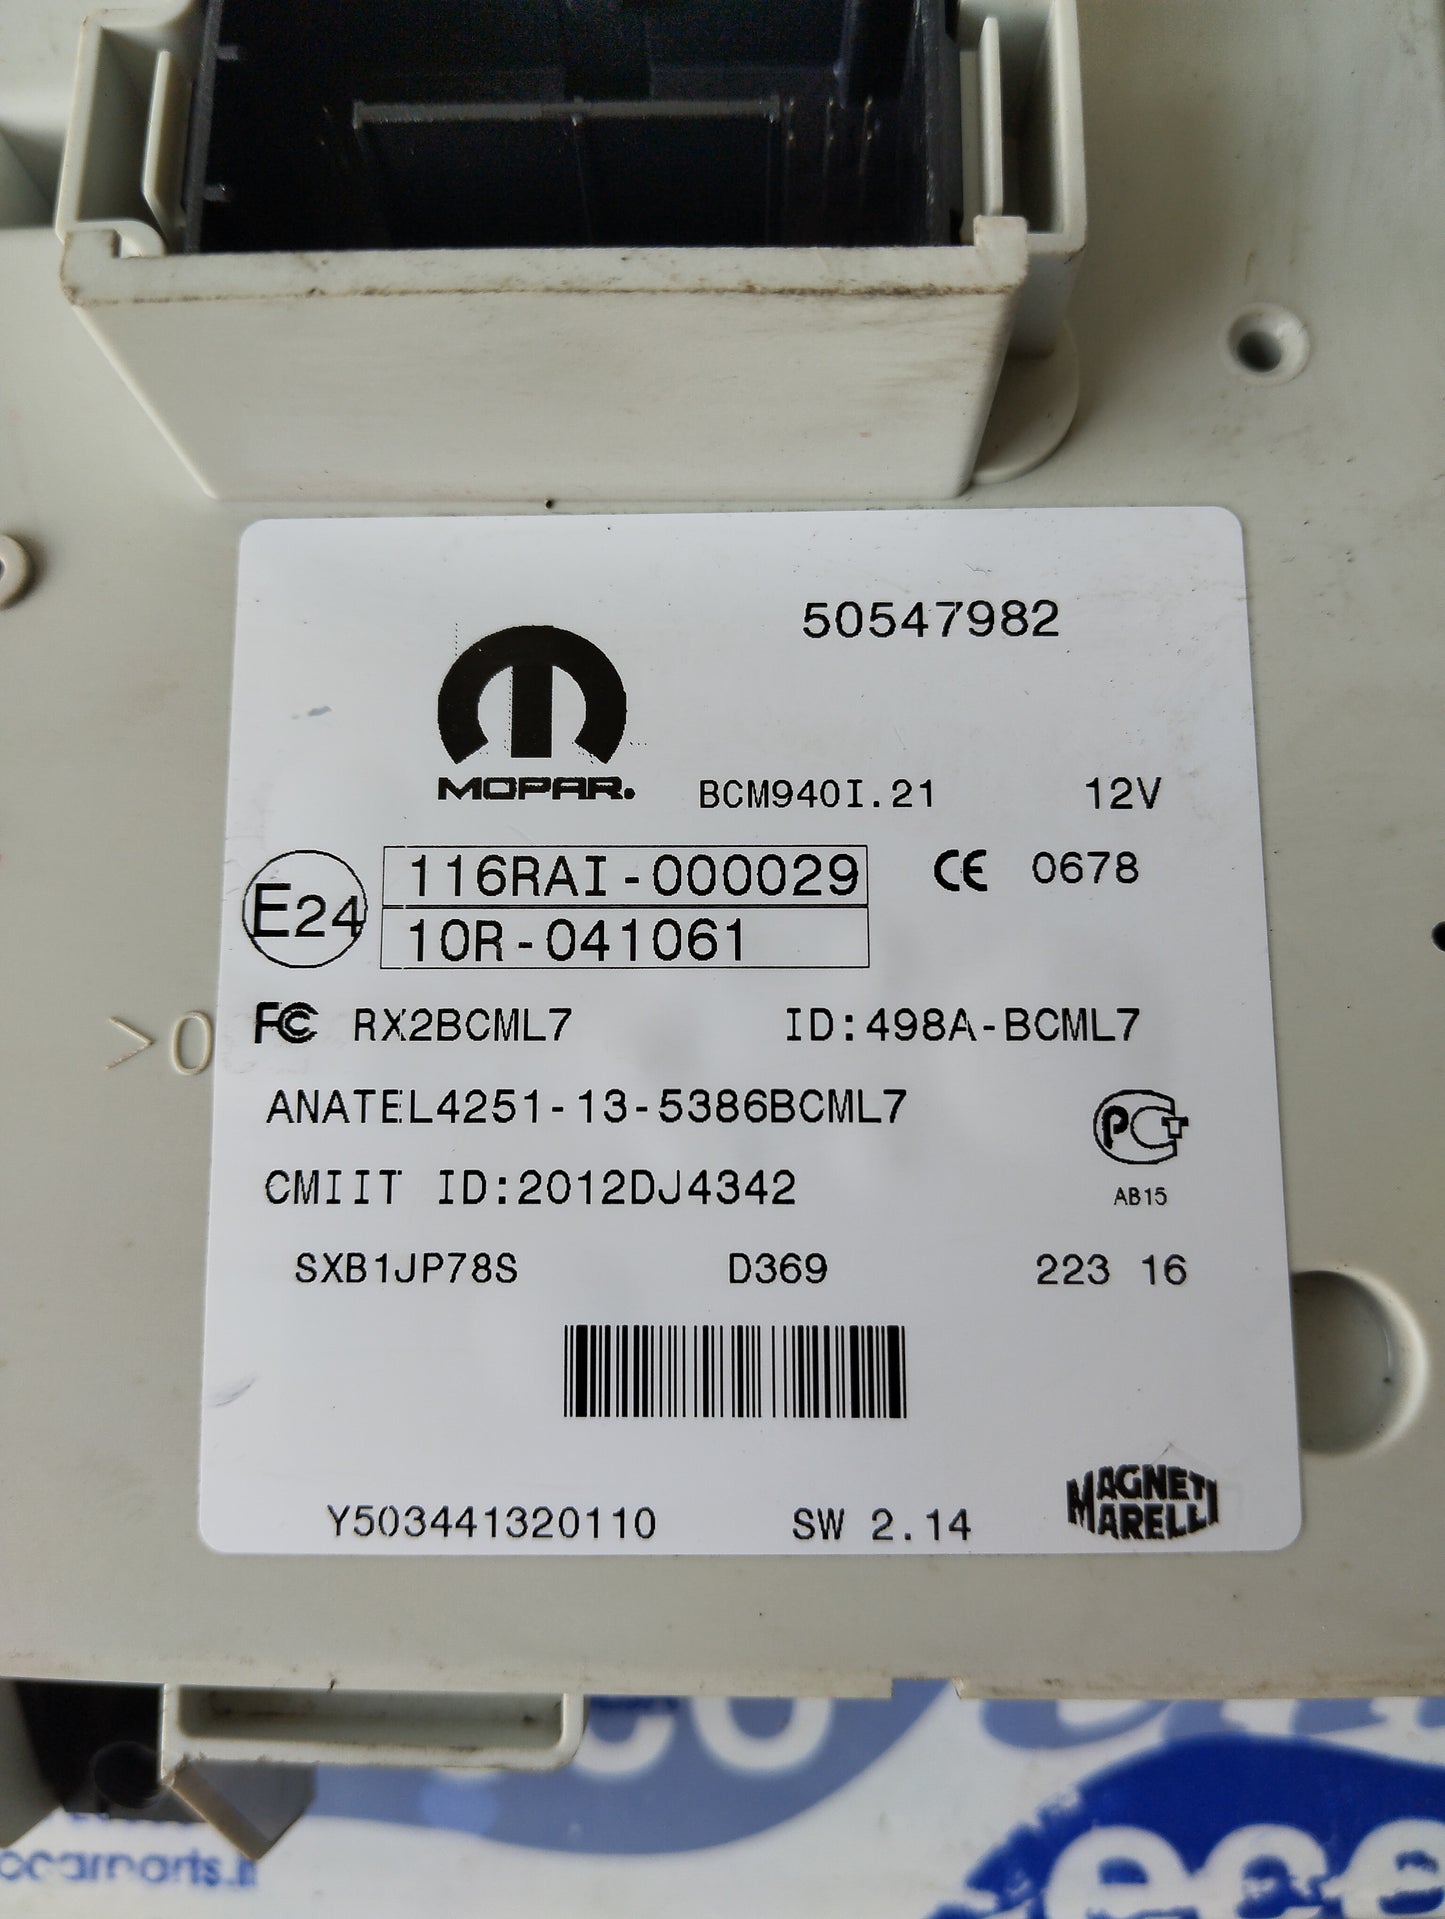 50547982
MOPAR.
BCM940I.21 12V
E24 116RAI-000029 CE 0678
10R-041061
>0
FC RX2BCML7 ID:498A-BCML7
ANATEL4251-13-5386BCML7
PCT
CMIIT ID:2012DJ4342
AB15
SXB1JP78S D369 223 16
Y503441320110 SW 2.14
MAGNETI
MARELLI